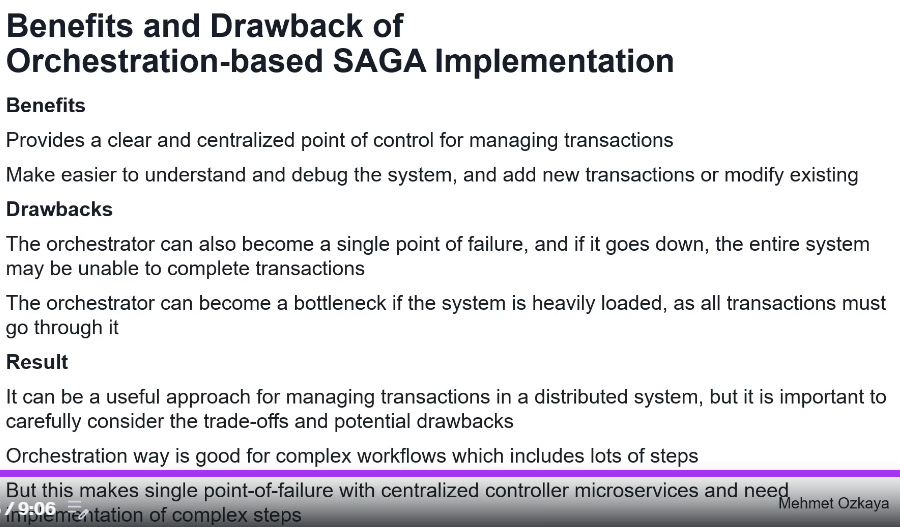 Benefits and Drawback of
Orchestration-based SAGA Implementation
Benefits
Provides a clear and centralized point of control for managing transactions
Make easier to understand and debug the system, and add new transactions or modify existing
Drawbacks
The orchestrator can also become a single point of failure, and if it goes down, the entire system
may be unable to complete transactions
The orchestrator can become a bottleneck if the system is heavily loaded, as all transactions must
go through it
Result
It can be a useful approach for managing transactions in a distributed system, but it is important to
carefully consider the trade-offs and potential drawbacks
Orchestration way is good for complex workflows which includes lots of steps
But this makes single point-of-failure with centralized controller microservices and need
implementation of complex steps
/ 9:06
Mehmet Ozkaya